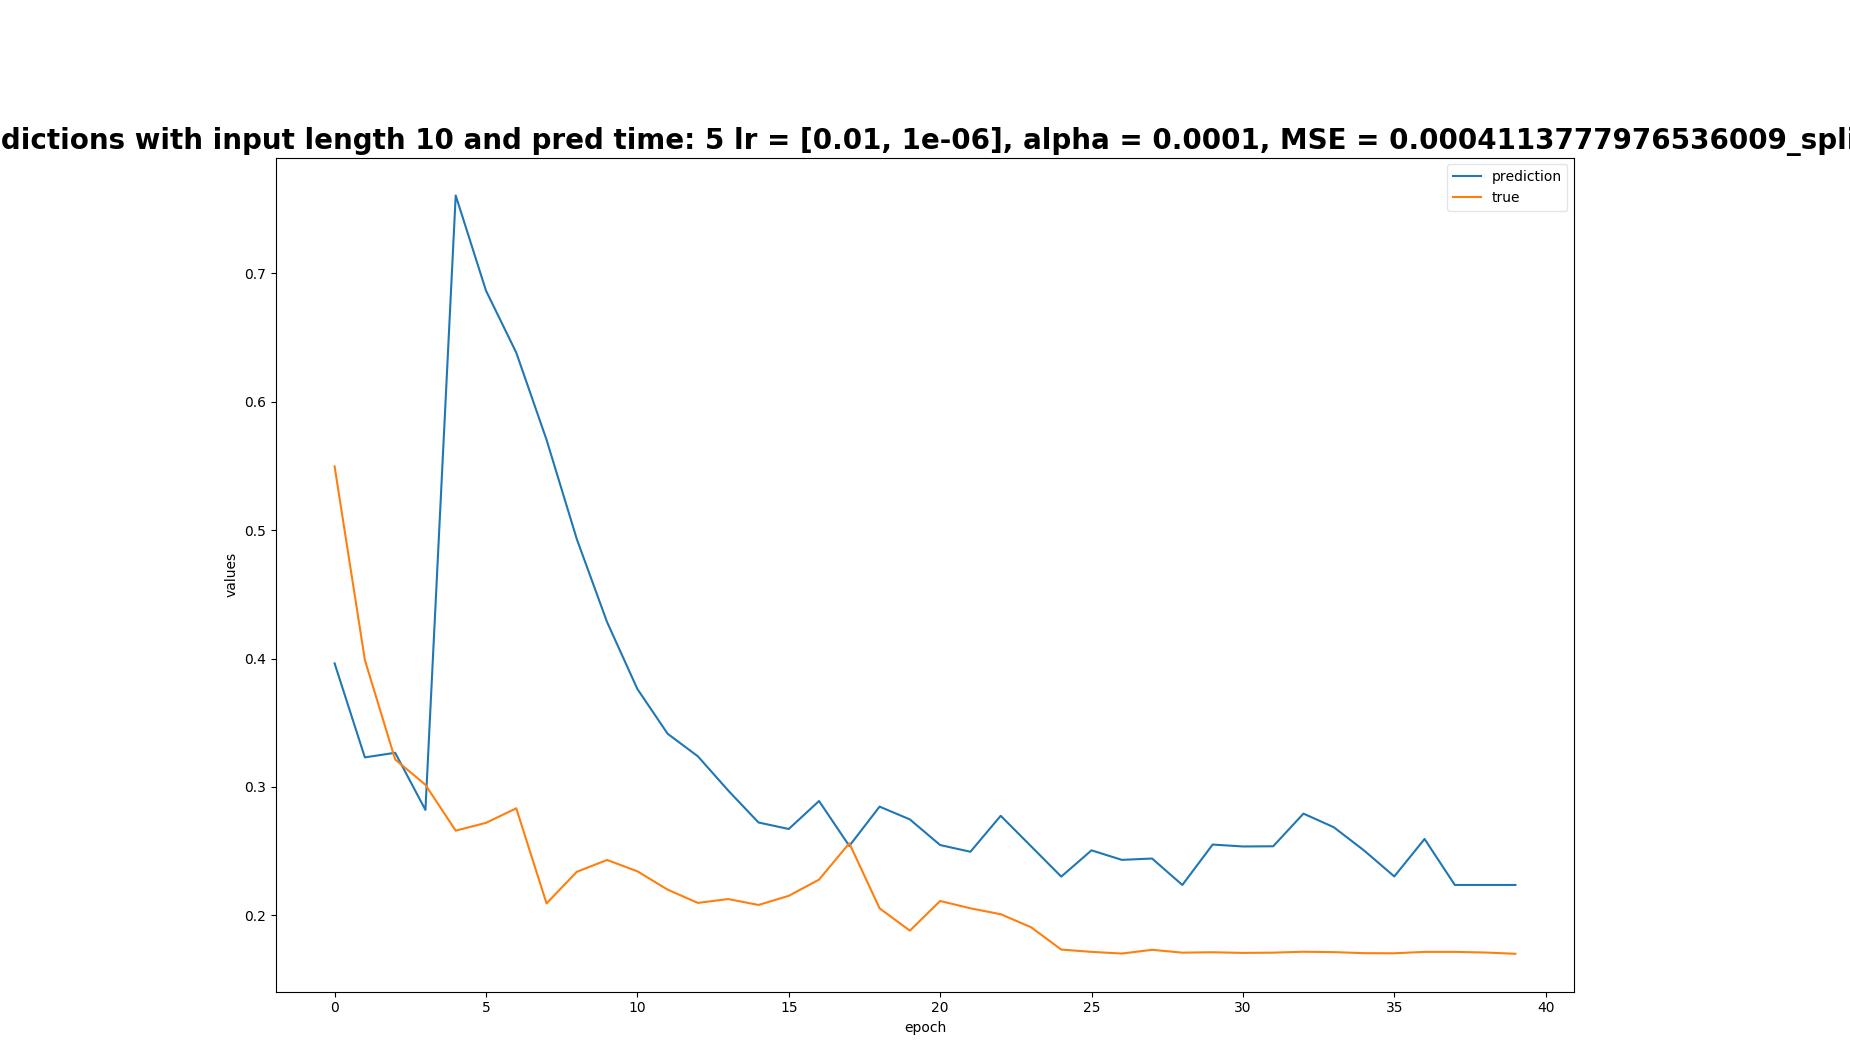 dictions with input length 10 and pred time: 5 lr = [0.01, 1e-06], alpha = 0.0001, MSE = 0.0004113777976536009_spli
prediction
true
0.7
0.6
0.5
0.4
0.3
0.2
values
0 5 10 15 20 25 30 35 40
epoch